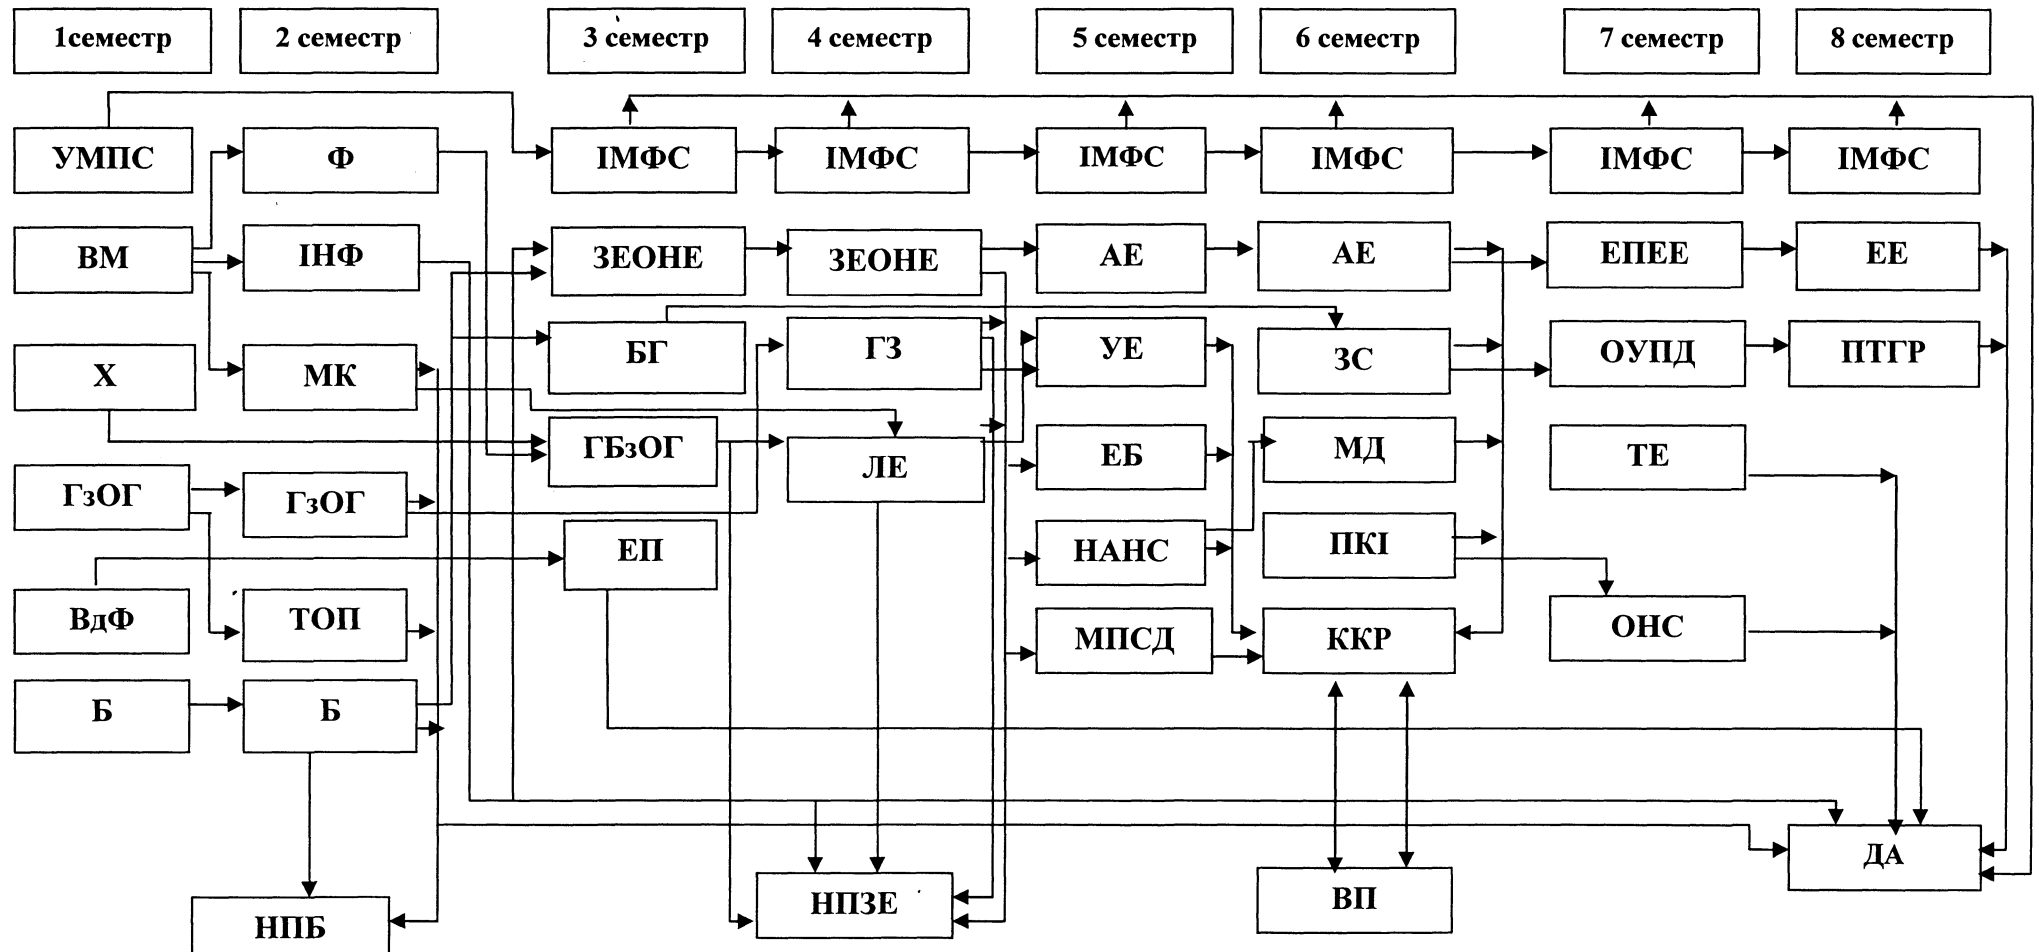 1семестр
2 семестр
3 семестр
4 семестр
5 семестр
6 семестр
7 семестр
8 семестр
УМПС
Ф
ІМФС
ІМФС
ІМФС
ІМФС
ІМФС
ІМФС
ВМ
ІНФ
ЗЕОНЕ
ЗЕОНЕ
АЕ
АЕ
ЕПЕЕ
ЕЕ
Х
МК
БГ
ГЗ
УЕ
ЗС
ОУПД
ПТГР
ГБзОГ
ЛЕ
ЕБ
МД
ТЕ
ГзОГ
ГзОГ
ЕП
НАНС
ПКІ
ВдФ
ТОП
МПСД
ККР
ОНС
Б
Б
ДА
НПБ
НПЗЕ
ВП